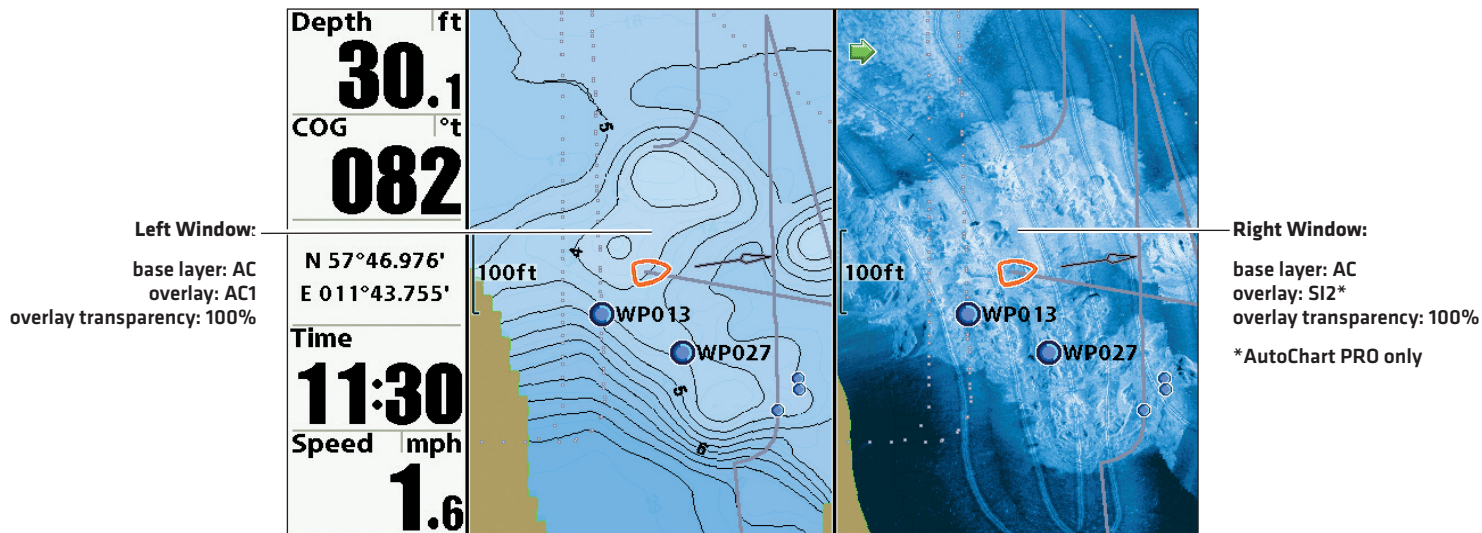 Depth ft
30.1
COG °t
082
N 57°46.976'
E 011°43.755'
Time
11:30
Speed mph
1.6
Left Window:
base layer: AC
overlay: AC1
overlay transparency: 100%
5
4
100ft
WP013
WP027
5
6
100ft
WP013
WP027
Right Window:
base layer: AC
overlay: SI2*
overlay transparency: 100%
*AutoChart PRO only